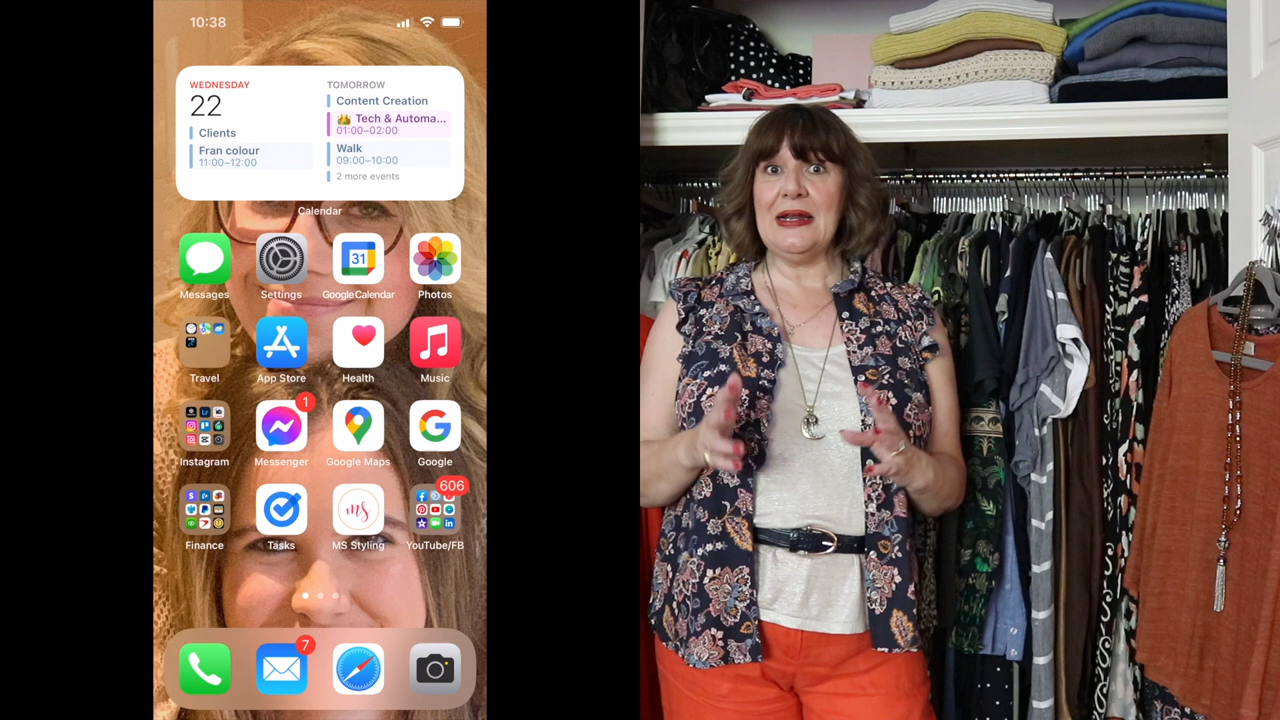 10:38
WEDNESDAY
22
Clients
Fran colour
11:00–12:00
TOMORROW
Content Creation
👑 Tech & Automa...
01:00–02:00
Walk
09:00–10:00
2 more events
Calendar
31
Messages Settings Google Calendar Photos
Travel App Store Health Music
1
Instagram Messenger Google Maps Google
606
ms
Finance Tasks MS Styling YouTube/FB
7